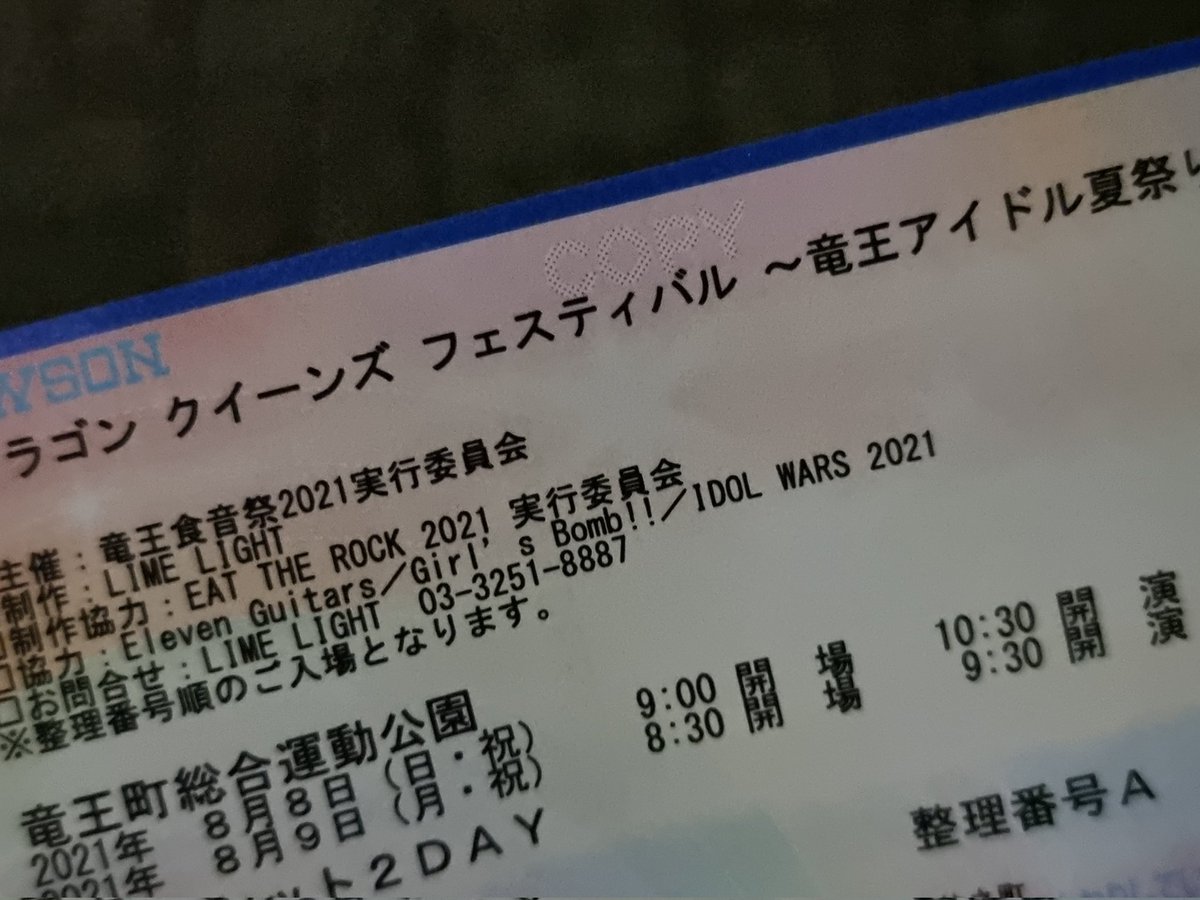 COPY
WSON
ラゴン クイーンズ フェスティバル ～竜王アイドル夏祭り
主催：竜王食音祭2021実行委員会
制作：LIME LIGHT
制作協力：EAT THE ROCK 2021 実行委員会
□協力：Eleven Guitars／Girl's Bomb!!／IDOL WARS 2021
□お問合せ：LIME LIGHT 03-3251-8887
※整理番号順のご入場となります。
竜王町総合運動公園
2021年 8月8日（日・祝） 9:00 開 場 10:30 開 演
2021年 8月9日（月・祝） 8:30 開 場 9:30 開 演
ット2DAY
整理番号A